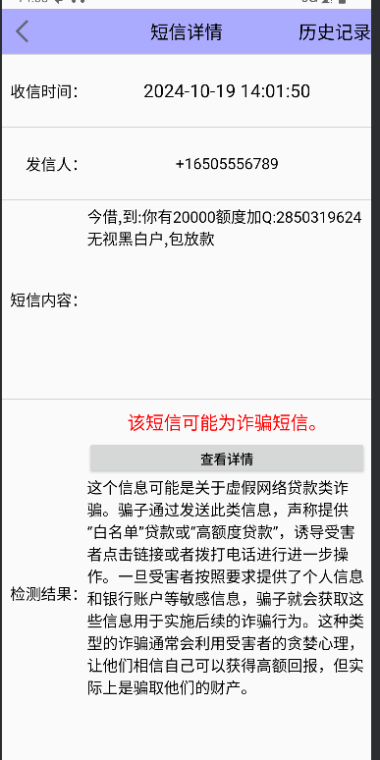 短信详情
历史记录
收信时间:
2024-10-19 14:01:50
发信人:
+16505556789
今借,到:你有20000额度加Q:2850319624
无视黑白户,包放款
短信内容:
该短信可能为诈骗短信。
查看详情
这个信息可能是关于虚假网络贷款类诈
骗。骗子通过发送此类信息，声称提供
“白名单”贷款或“高额度贷款”，诱导受害
者点击链接或者拨打电话进行进一步操
作。一旦受害者按照要求提供了个人信息
检测结果:
和银行账户等敏感信息，骗子就会获取这
些信息用于实施后续的诈骗行为。这种类
型的诈骗通常会利用受害者的贪婪心理，
让他们相信自己可以获得高额回报，但实
际上是骗取他们的财产。